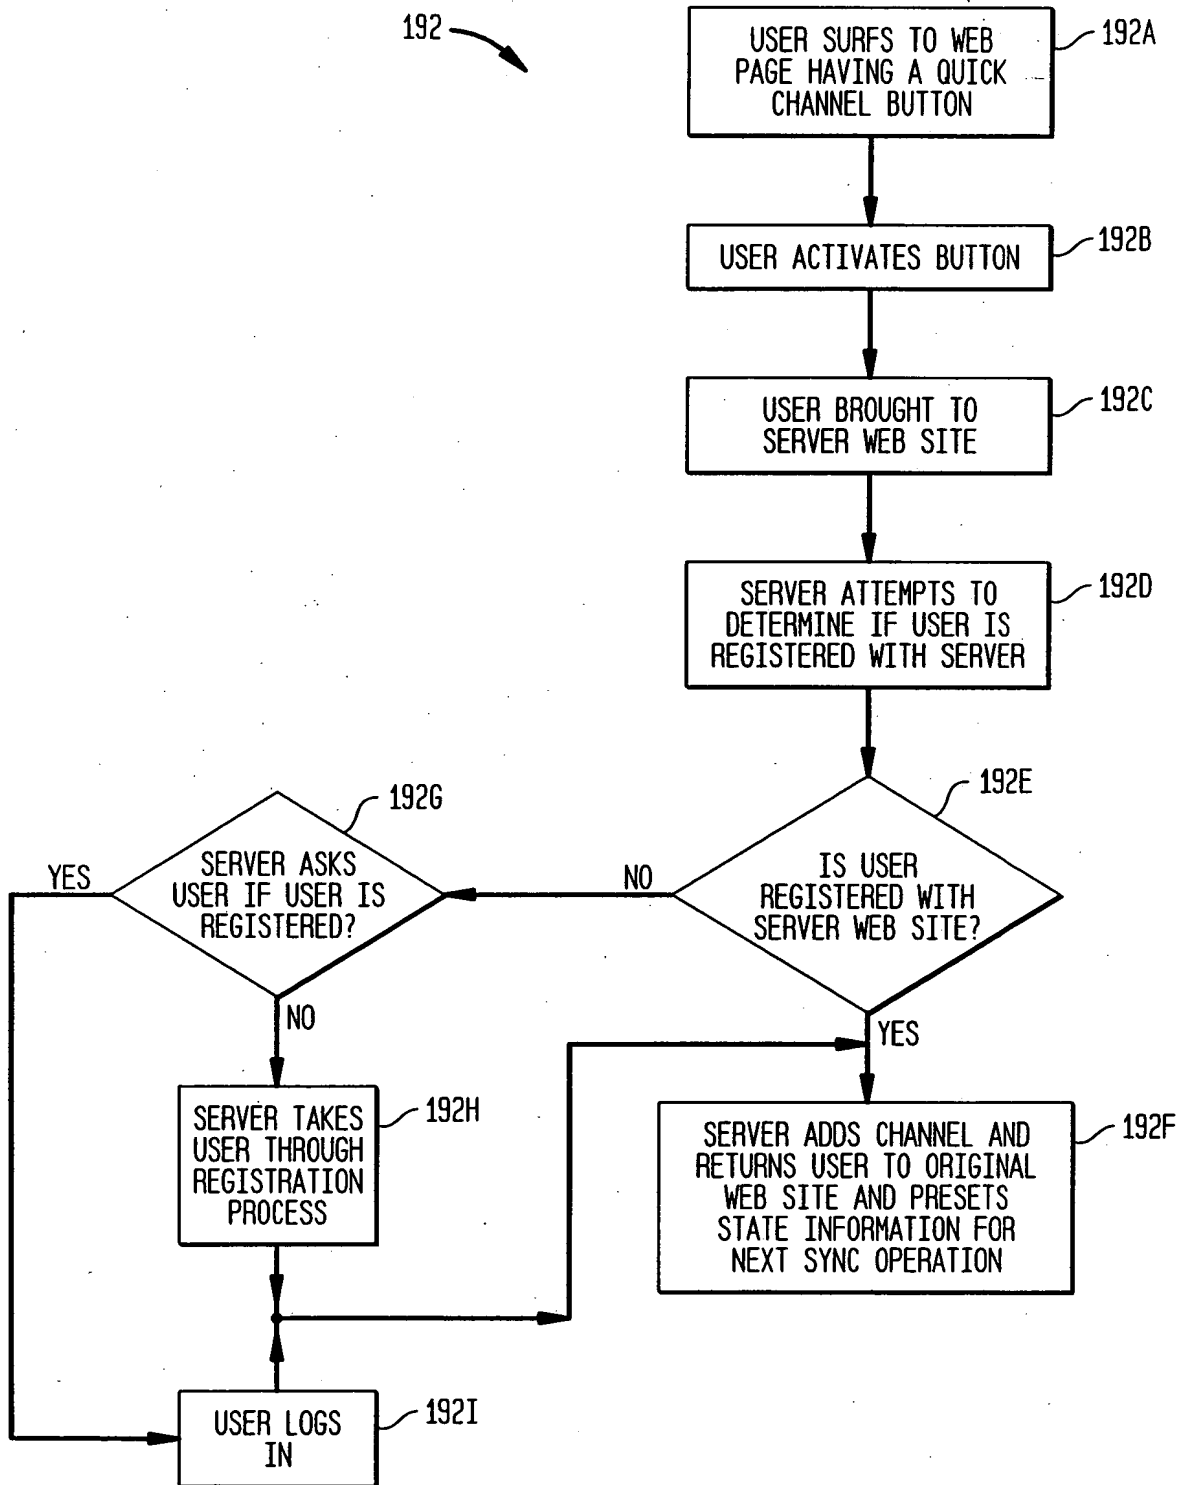 192
USER SURFS TO WEB
PAGE HAVING A QUICK
CHANNEL BUTTON
192A
USER ACTIVATES BUTTON
192B
USER BROUGHT TO
SERVER WEB SITE
192C
SERVER ATTEMPTS TO
DETERMINE IF USER IS
REGISTERED WITH SERVER
192D
IS USER
REGISTERED WITH
SERVER WEB SITE?
192E
NO
YES
SERVER ASKS
USER IF USER IS
REGISTERED?
192G
YES
NO
SERVER TAKES
USER THROUGH
REGISTRATION
PROCESS
192H
SERVER ADDS CHANNEL AND
RETURNS USER TO ORIGINAL
WEB SITE AND PRESETS
STATE INFORMATION FOR
NEXT SYNC OPERATION
192F
USER LOGS
IN
192I